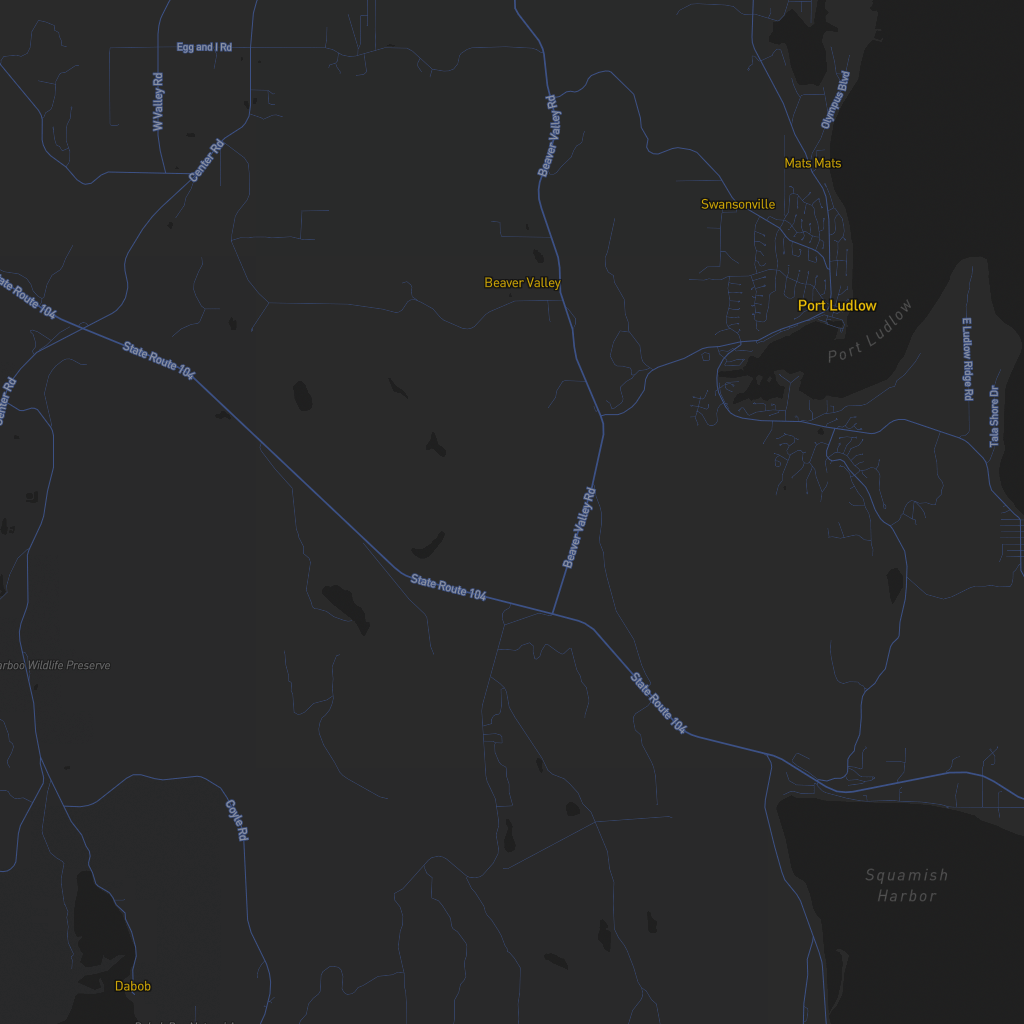 Egg and I Rd
W Valley Rd
Olympus Blvd
Beaver Valley Rd
Center Rd
Mats Mats
Swansonville
Beaver Valley
State Route 104
Port Ludlow
Port Ludlow
E Ludlow Ridge Rd
State Route 104
Center Rd
Tala Shore Dr
Beaver Valley Rd
State Route 104
Wildlife Preserve
State Route 104
Coyle Rd
Squamish
Harbor
Dabob